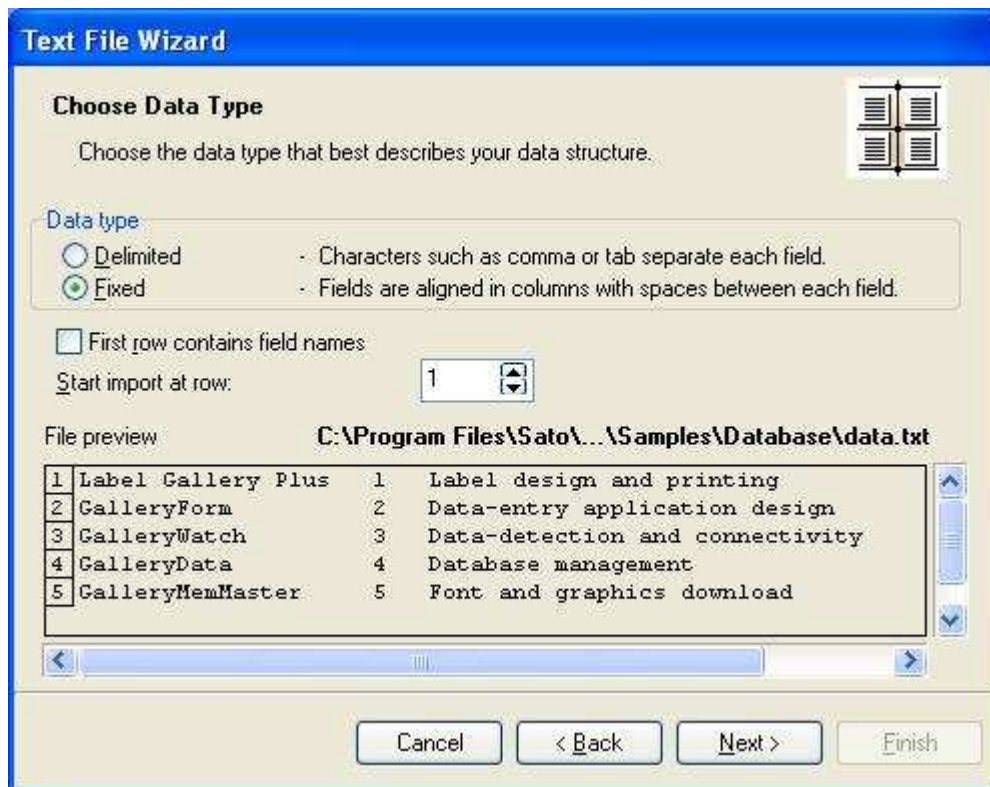 Text File Wizard
Choose Data Type
Choose the data type that best describes your data structure.
Data type
Delimited - Characters such as comma or tab separate each field.
Fixed - Fields are aligned in columns with spaces between each field.
First row contains field names
Start import at row: 1
File preview C:\Program Files\Sato\...\Samples\Database\data.txt
1 Label Gallery Plus 1 Label design and printing
2 GalleryForm 2 Data-entry application design
3 GalleryWatch 3 Data-detection and connectivity
4 GalleryData 4 Database management
5 GalleryMemMaster 5 Font and graphics download
Cancel < Back Next > Finish